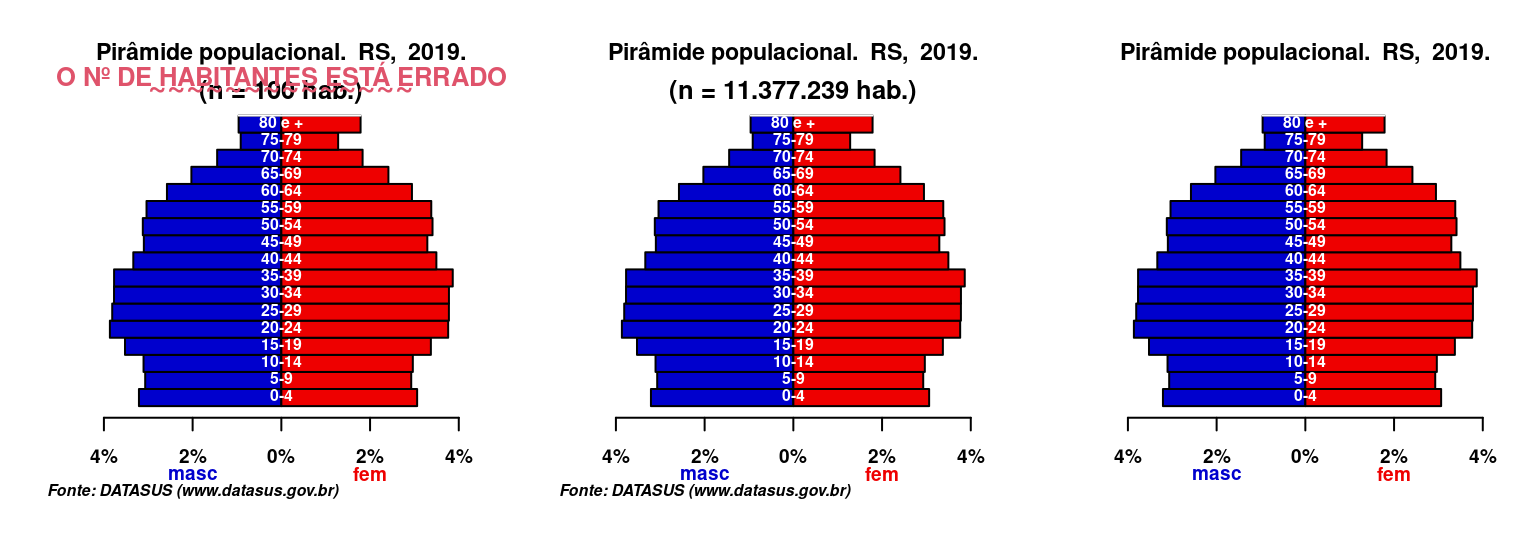 Pirâmide populacional.  RS,  2019.
O Nº DE HABITANTES ESTÁ ERRADO
~~~~~~~~~~~~~~
(n = 100 hab.)
80 e +
75-79
70-74
65-69
60-64
55-59
50-54
45-49
40-44
35-39
30-34
25-29
20-24
15-19
10-14
5-9
0-4
4% 2% 0% 2% 4%
masc fem
Fonte: DATASUS (www.datasus.gov.br)
Pirâmide populacional.  RS,  2019.
(n = 11.377.239 hab.)
80 e +
75-79
70-74
65-69
60-64
55-59
50-54
45-49
40-44
35-39
30-34
25-29
20-24
15-19
10-14
5-9
0-4
4% 2% 0% 2% 4%
masc fem
Fonte: DATASUS (www.datasus.gov.br)
Pirâmide populacional.  RS,  2019.
80 e +
75-79
70-74
65-69
60-64
55-59
50-54
45-49
40-44
35-39
30-34
25-29
20-24
15-19
10-14
5-9
0-4
4% 2% 0% 2% 4%
masc fem